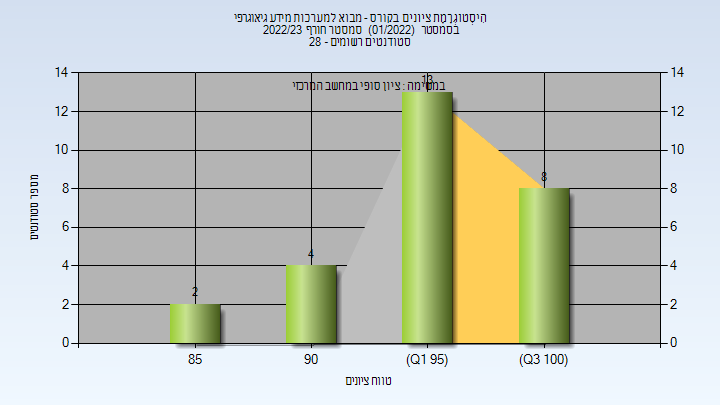 היסטוגרמת ציונים בקורס - מבוא למערכות מידע גיאוגרפי
בסמסטר (01/2022) סמסטר חורף 2022/23
סטודנטים רשומים - 28
במשימה : ציון סופי במחשב המרכזי
מספר סטודנטים
14 14
12 12
10 10
8 8
6 6
4 4
2 2
0 0
2
4
13
8
85 90 (Q1 95) (Q3 100)
טווח ציונים